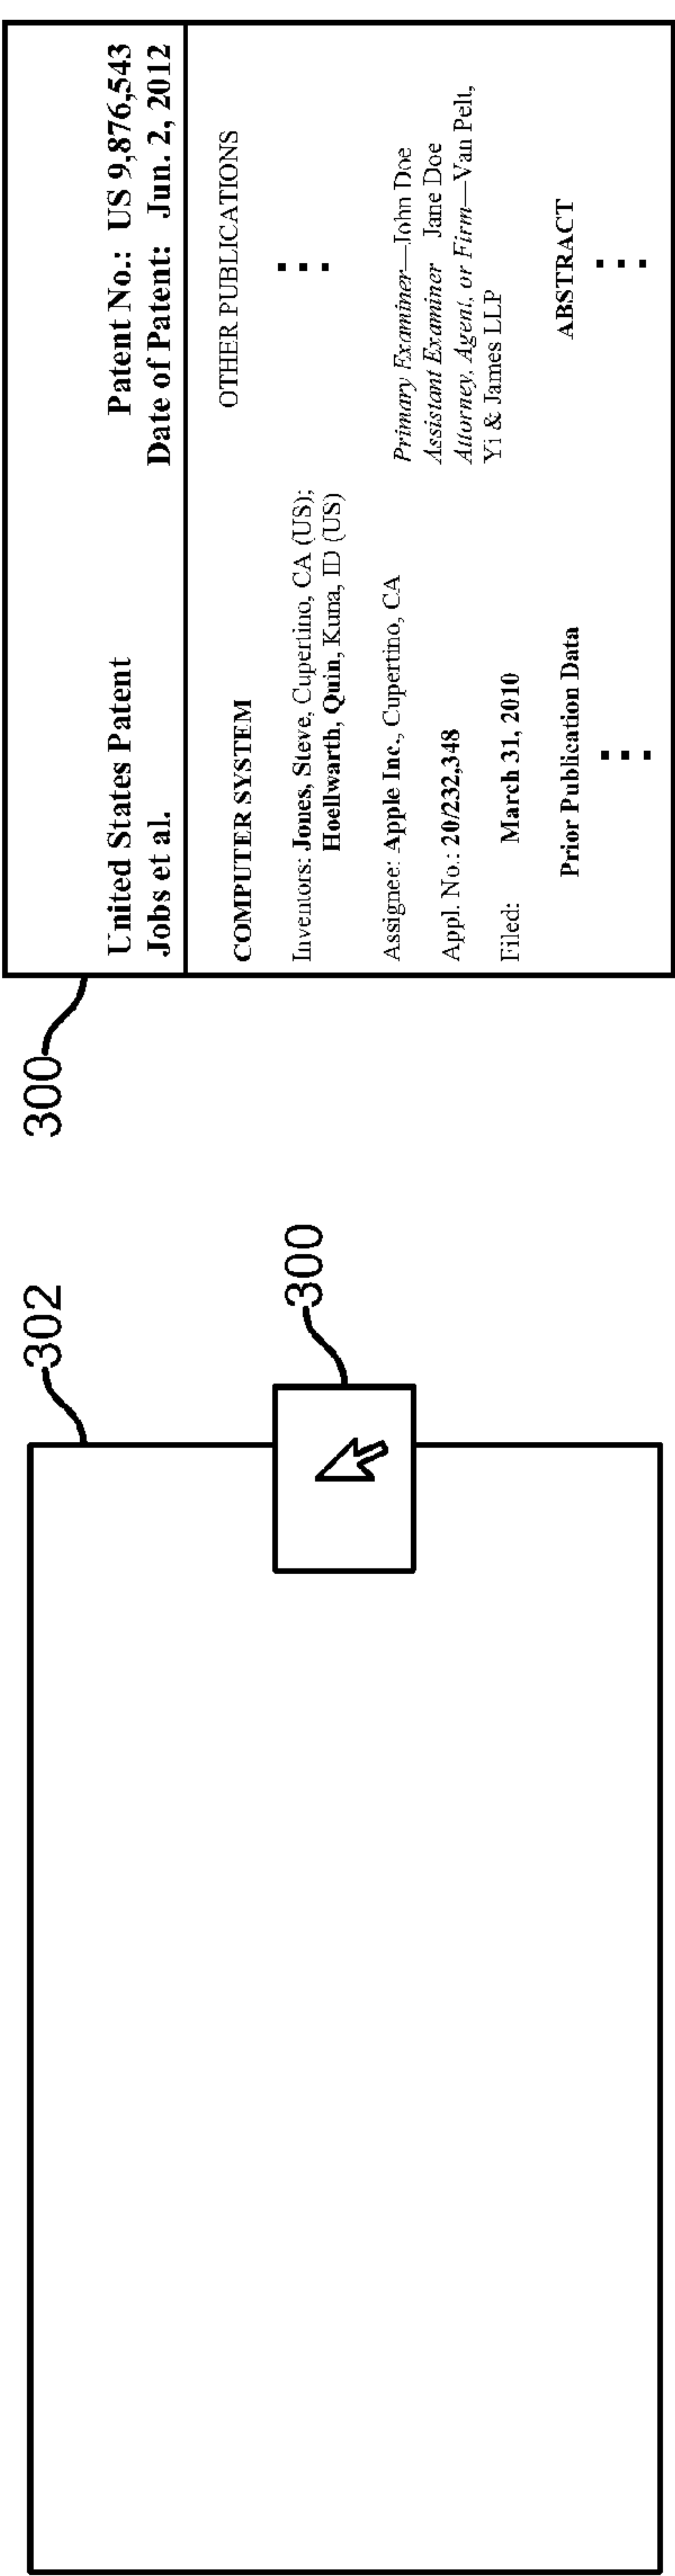 302
300
300
United States Patent
Jobs et al.
Patent No.: US 9,876,543
Date of Patent: Jun. 2, 2012
COMPUTER SYSTEM
Inventors: Jones, Steve, Cupertino, CA (US);
Hoellwarth, Quin, Kuna, ID (US)
Assignee: Apple Inc., Cupertino, CA
Appl. No.: 20/232,348
Filed: March 31, 2010
Prior Publication Data
OTHER PUBLICATIONS
Primary Examiner—John Doe
Assistant Examiner Jane Doe
Attorney, Agent, or Firm—Van Pelt,
Yi & James LLP
ABSTRACT